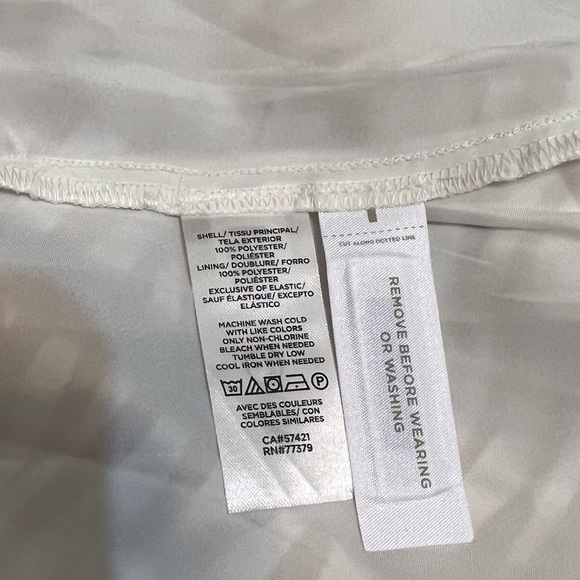 SHELL/ TISSU PRINCIPAL/
TELA EXTERIOR
100% POLYESTER/
POLIÉSTER
LINING/ DOUBLURE/ FORRO
100% POLYESTER/
POLIÉSTER
EXCLUSIVE OF ELASTIC/
SAUF ÉLASTIQUE/ EXCEPTO
ELÁSTICO
MACHINE WASH COLD
WITH LIKE COLORS
ONLY NON-CHLORINE
BLEACH WHEN NEEDED
TUMBLE DRY LOW
COOL IRON WHEN NEEDED
30 P
AVEC DES COULEURS
SEMBLABLES/ CON
COLORES SIMILARES
CA#57421
RN#77379
CUT ALONG DOTTED LINE
REMOVE BEFORE WEARING
OR WASHING